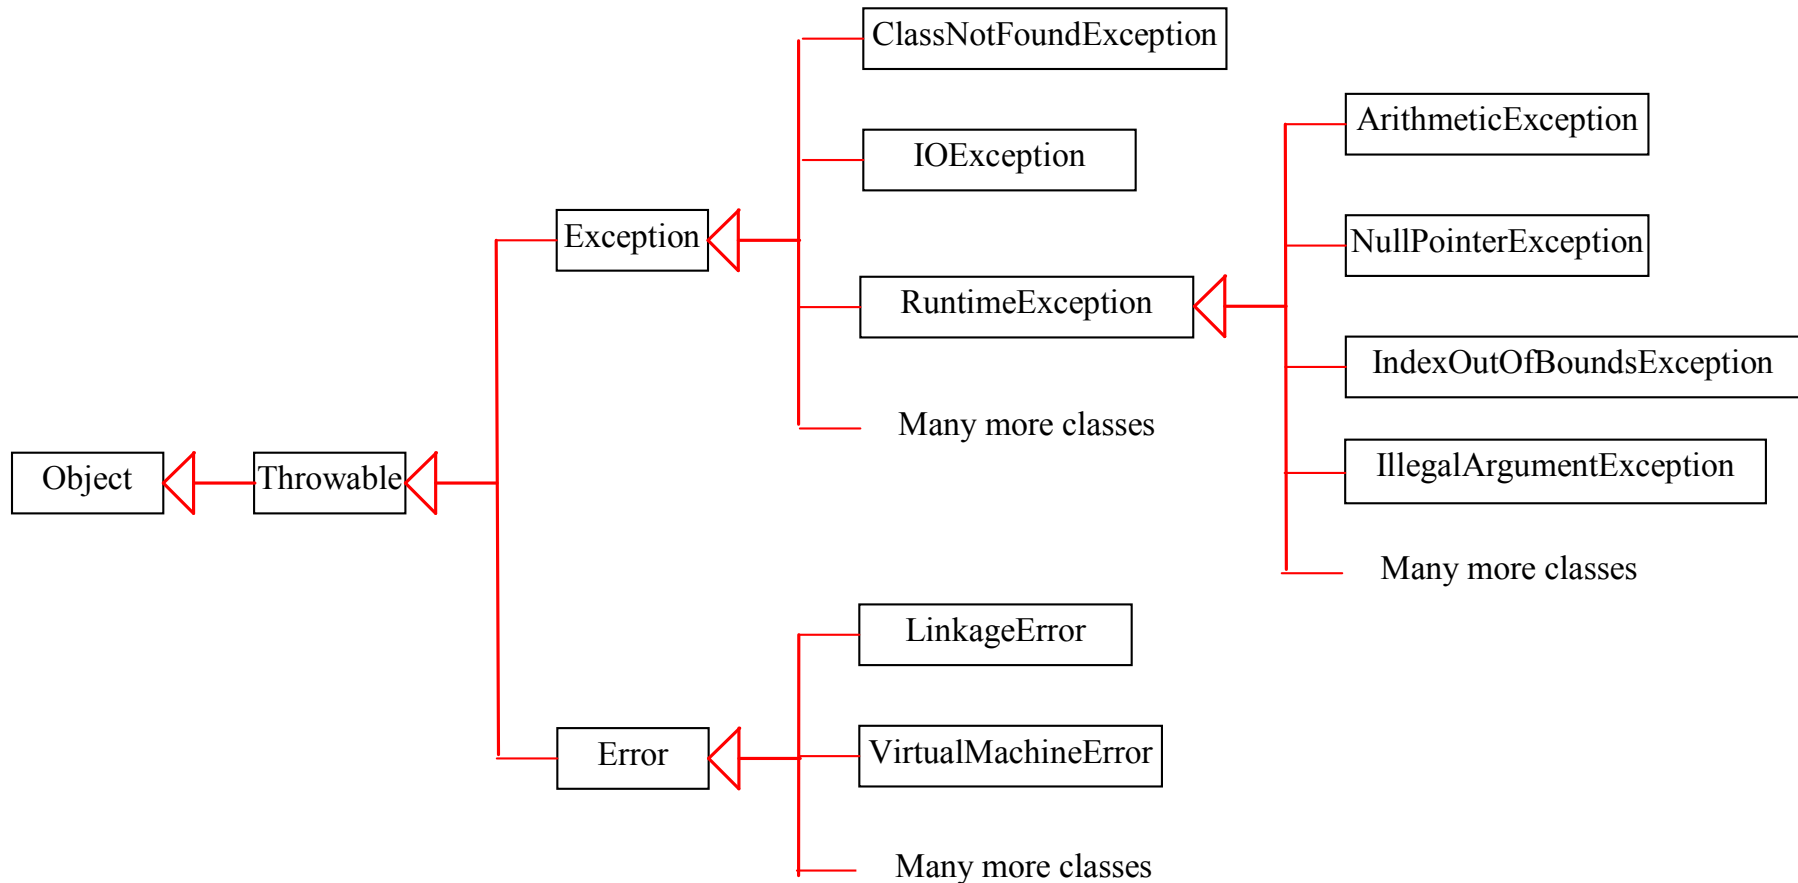 ClassNotFoundException
ArithmeticException
IOException
Exception
NullPointerException
RuntimeException
IndexOutOfBoundsException
Many more classes
Object
Throwable
IllegalArgumentException
Many more classes
LinkageError
Error
VirtualMachineError
Many more classes